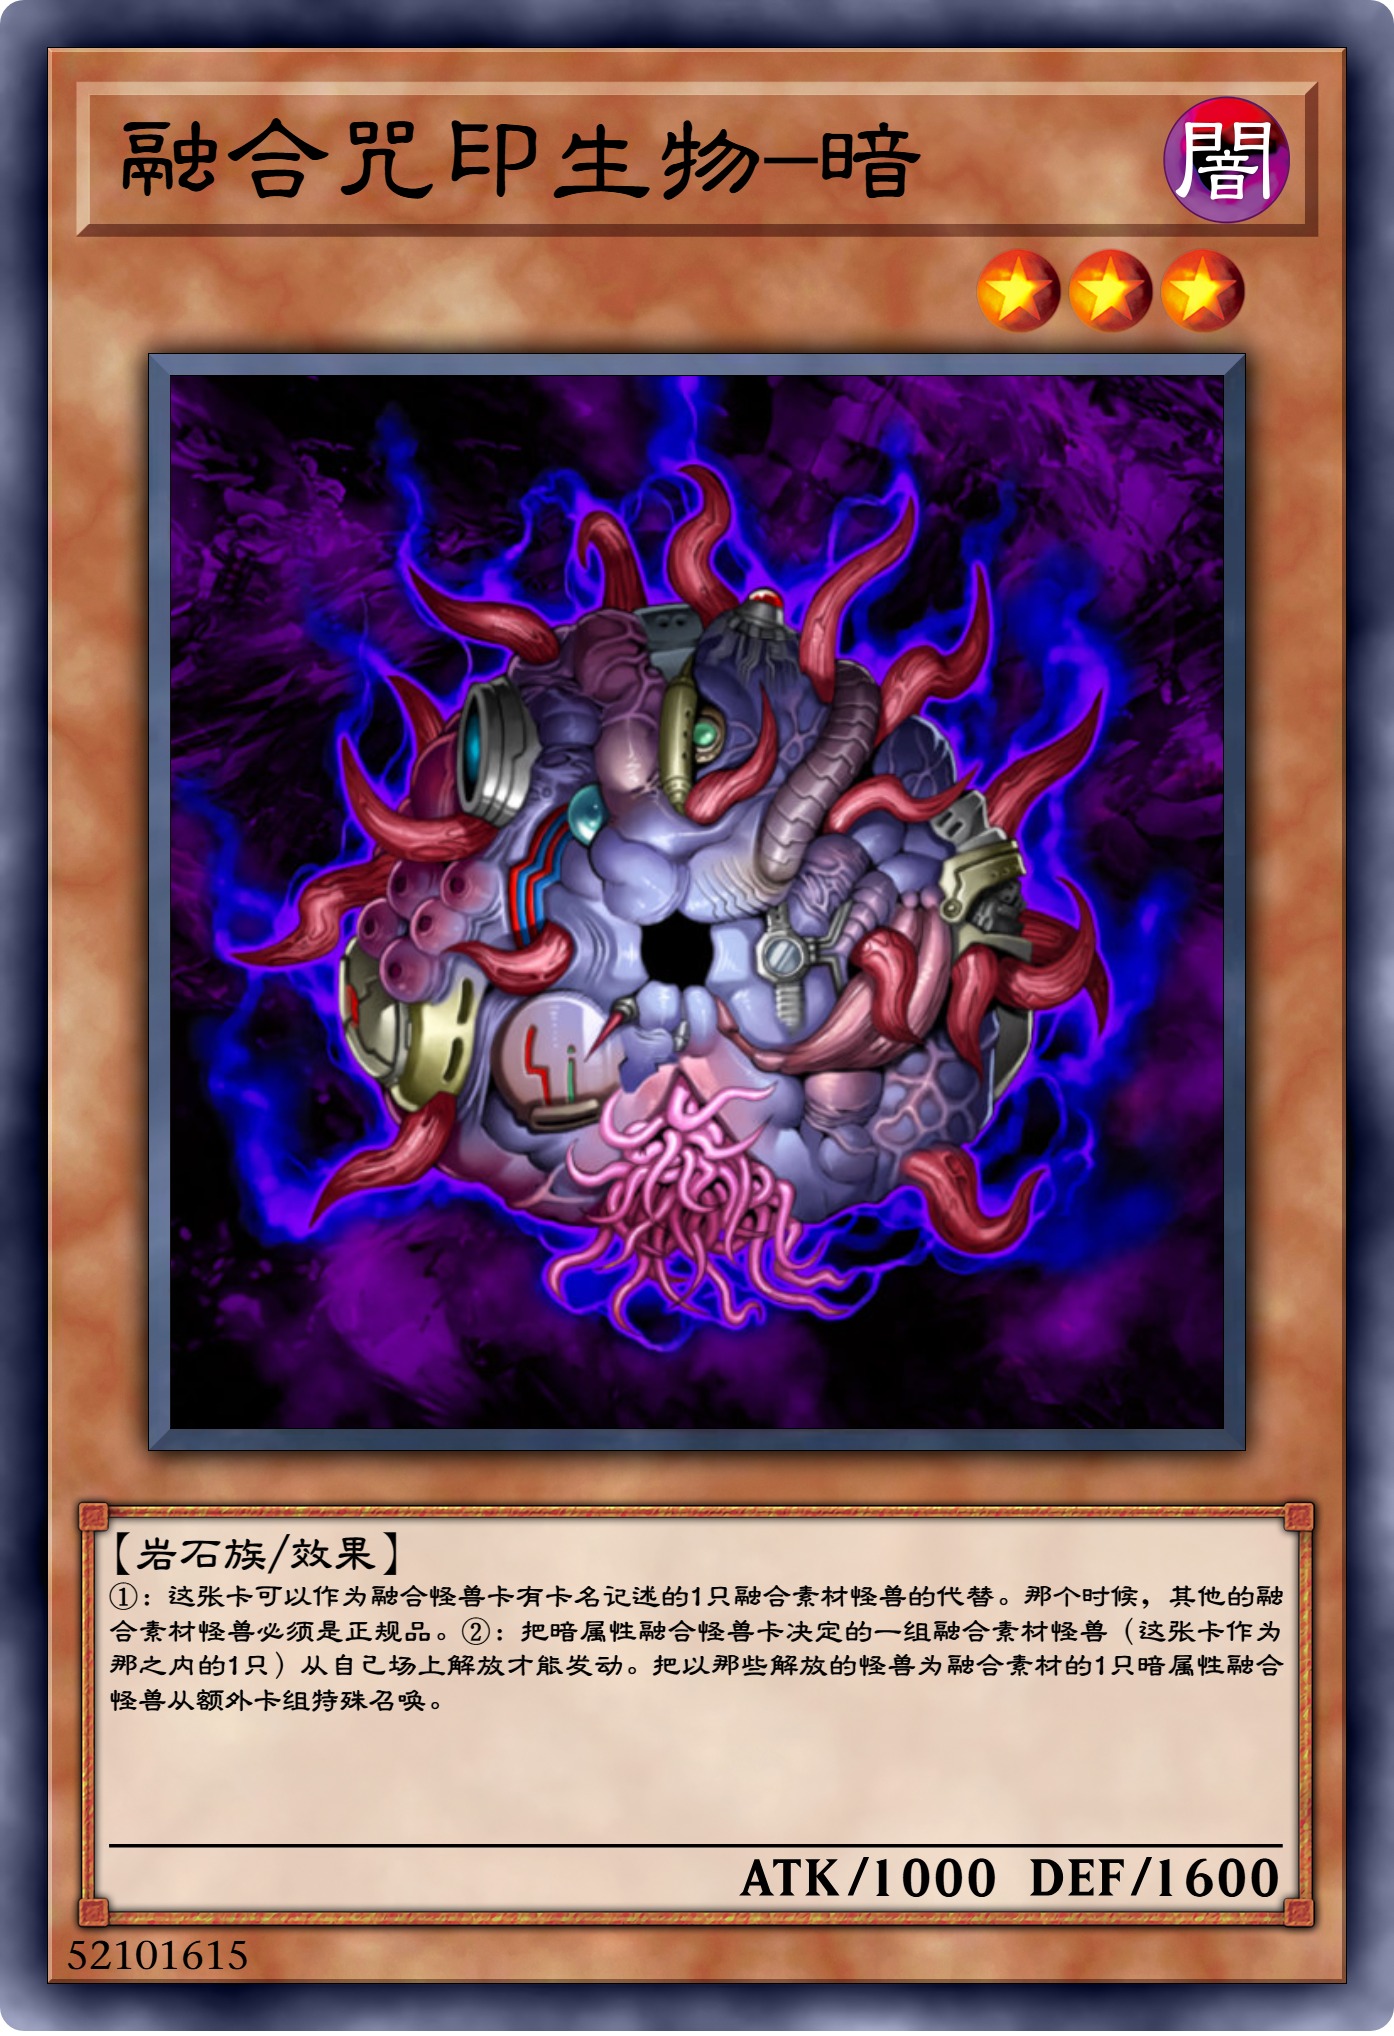 融合咒印生物-暗
闇
【岩石族/效果】
①：这张卡可以作为融合怪兽卡有卡名记述的1只融合素材怪兽的代替。那个时候，其他的融
合素材怪兽必须是正规品。②：把暗属性融合怪兽卡决定的一组融合素材怪兽（这张卡作为
那之内的1只）从自己场上解放才能发动。把以那些解放的怪兽为融合素材的1只暗属性融合
怪兽从额外卡组特殊召唤。
ATK/1000 DEF/1600
52101615